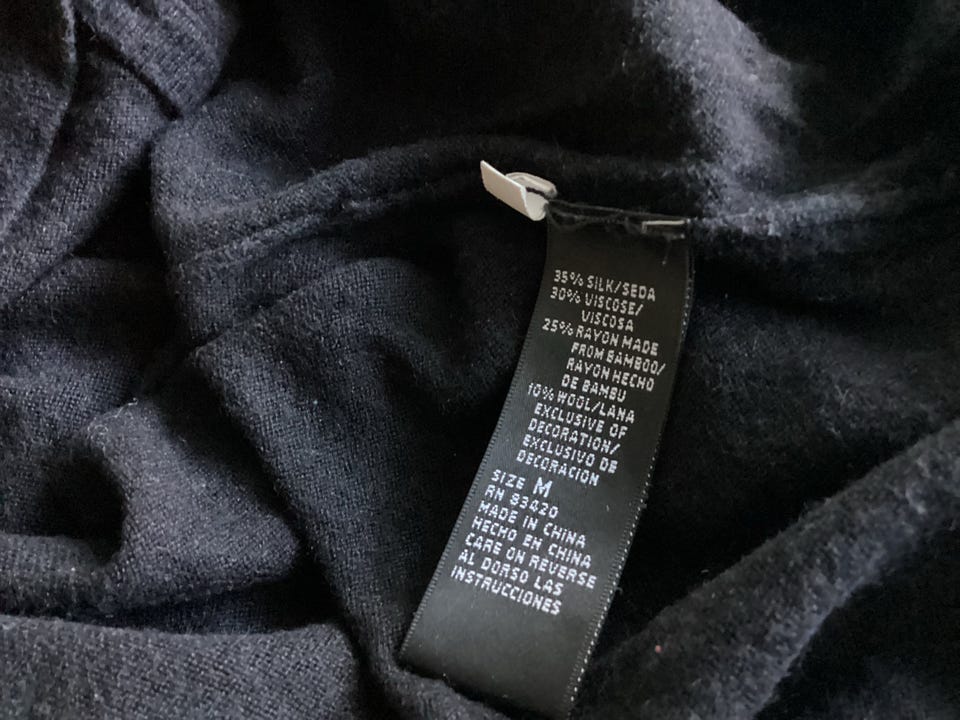 35% SILK/SEDA
30% VISCOSE/
VISCOSA
25% RAYON MADE
FROM BAMBOO/
RAYON HECHO
DE BAMBU
10% WOOL/LANA
EXCLUSIVE OF
DECORATION/
EXCLUSIVO DE
DECORACION
SIZE M
RN 83420
MADE IN CHINA
HECHO EN CHINA
CARE ON REVERSE
AL DORSO LAS
INSTRUCCIONES